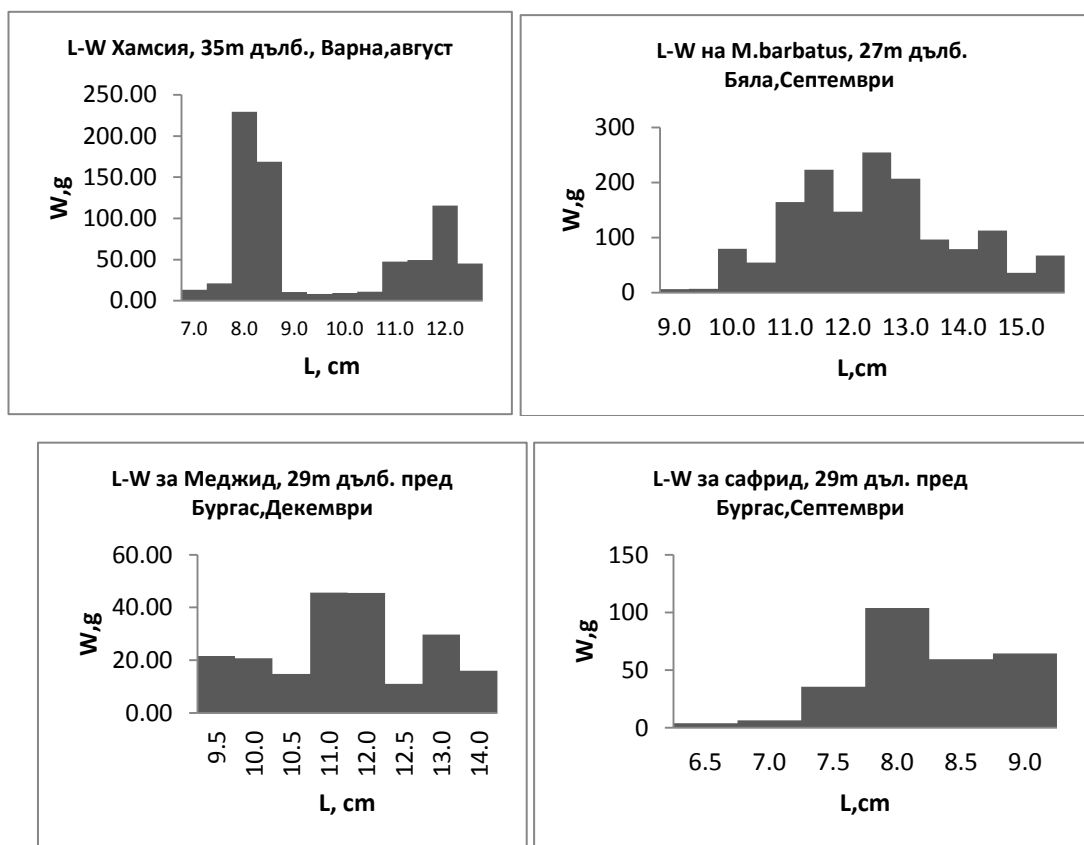 L-W Хамсия, 35m дълб., Варна,август
250.00
200.00
150.00
100.00
50.00
0.00
W,g
7.0 8.0 9.0 10.0 11.0 12.0
L, cm
L-W на M.barbatus, 27m дълб.
Бяла,Септември
300
200
100
0
W,g
9.0 10.0 11.0 12.0 13.0 14.0 15.0
L,cm
L-W за Меджид, 29m дълб. пред
Бургас,Декември
60.00
40.00
20.00
0.00
W,g
9.5 10.0 10.5 11.0 12.0 12.5 13.0 14.0
L, cm
L-W за сафрид, 29m дъл. пред
Бургас,Септември
150
100
50
0
W,g
6.5 7.0 7.5 8.0 8.5 9.0
L,cm